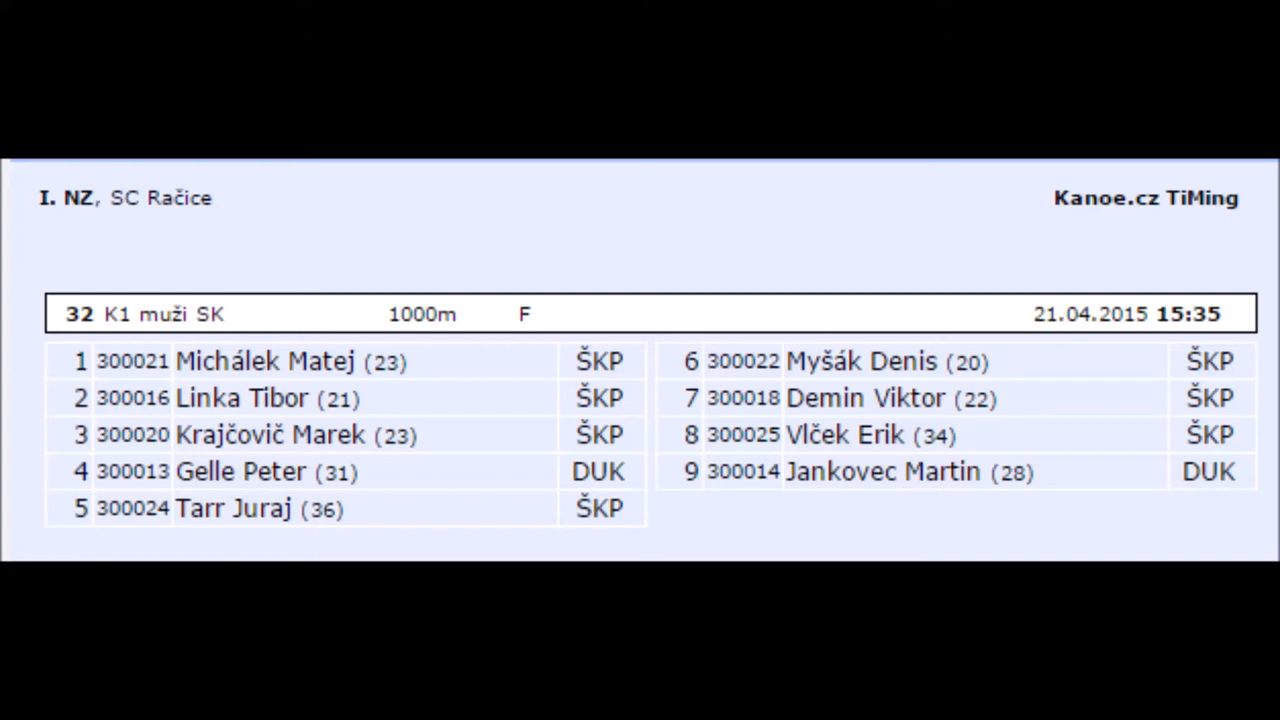 I. NZ, SC Račice
Kanoe.cz TiMing
32 K1 muži SK 1000m F 21.04.2015 15:35
1 300021 Michálek Matej (23) ŠKP
2 300016 Linka Tibor (21) ŠKP
3 300020 Krajčovič Marek (23) ŠKP
4 300013 Gelle Peter (31) DUK
5 300024 Tarr Juraj (36) ŠKP
6 300022 Myšák Denis (20) ŠKP
7 300018 Demin Viktor (22) ŠKP
8 300025 Vlček Erik (34) ŠKP
9 300014 Jankovec Martin (28) DUK